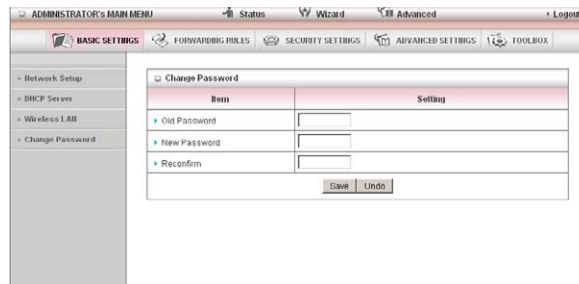 ADMINISTRATOR's MAIN MENU Status Wizard Advanced Logout
BASIC SETTINGS FORWARDING RULES SECURITY SETTINGS ADVANCED SETTINGS TOOLBOX
Network Setup
DHCP Server
Wireless LAN
Change Password
Change Password
Item Setting
Old Password
New Password
Reconfirm
Save Undo